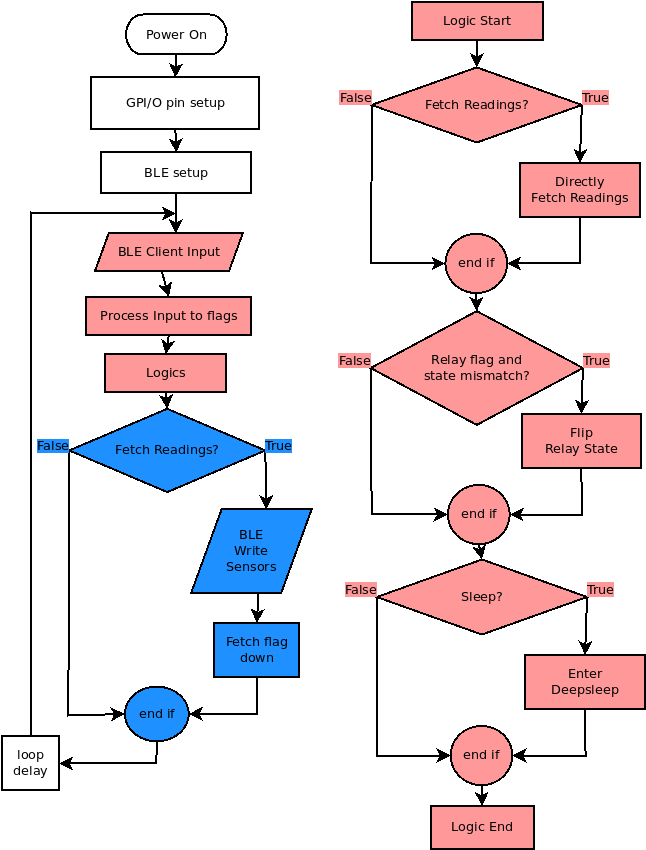 Power On
GPI/O pin setup
BLE setup
BLE Client Input
Process Input to flags
Logics
Fetch Readings?
False
True
BLE
Write
Sensors
Fetch flag
down
end if
loop
delay
Logic Start
Fetch Readings?
False
True
Directly
Fetch Readings
end if
Relay flag and
state mismatch?
False
True
Flip
Relay State
end if
Sleep?
False
True
Enter
Deepsleep
end if
Logic End